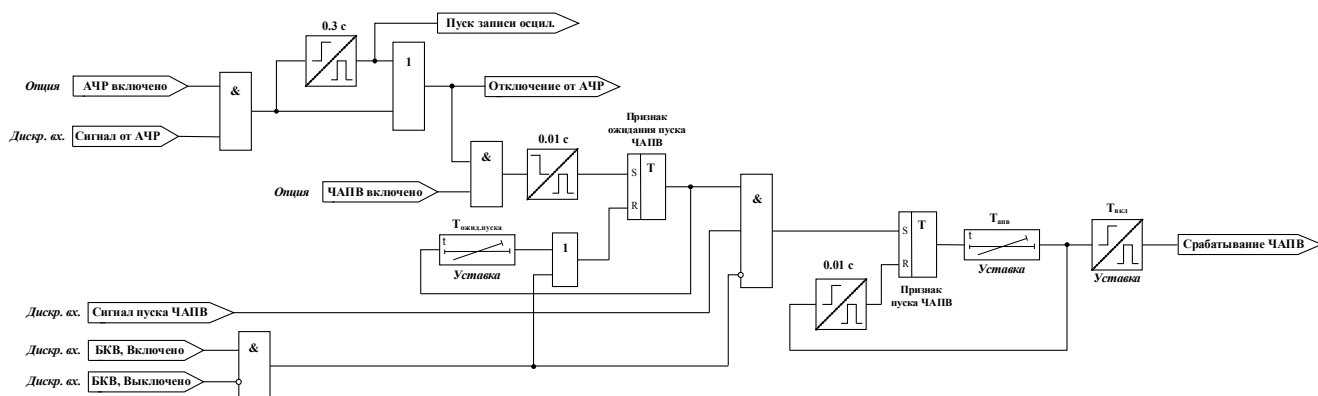 0.3 с
Пуск записи осцил.
1
Опция
АЧР включено
&
Отключение от АЧР
Дискр. вх.
Сигнал от АЧР
Признак
ожидания пуска
ЧАПВ
0.01 с
&
S
T
R
Опция
ЧАПВ включено
&
Tожид.пуска
t
Уставка
1
S
T
R
Признак
пуска ЧАПВ
Tапв
t
Уставка
Tвкл
Уставка
Срабатывание ЧАПВ
0.01 с
Дискр. вх.
Сигнал пуска ЧАПВ
Дискр. вх.
БКВ, Включено
&
Дискр. вх.
БКВ, Выключено